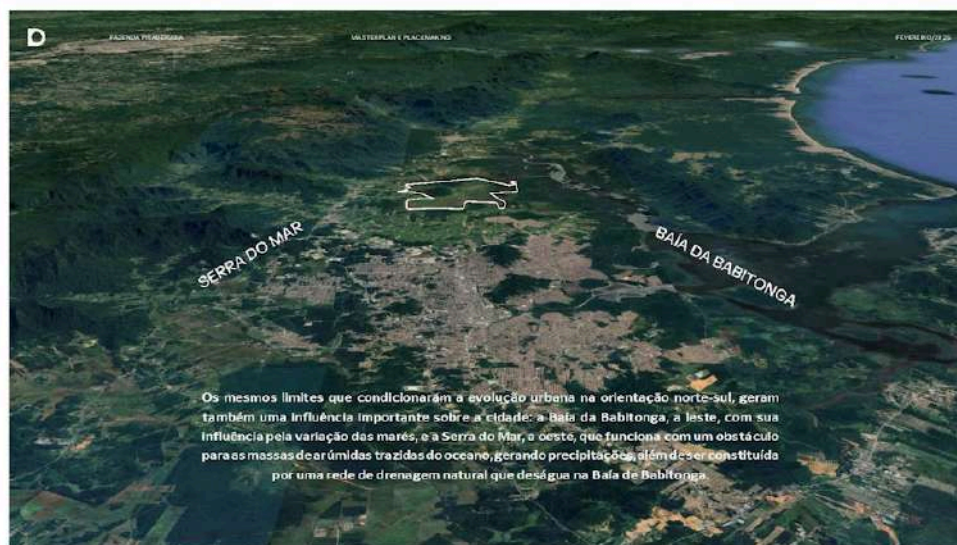 D
FAZENDA PIRABEIRABA
MASTERPLAN E PLACEMAKING
FEVEREIRO/2025
SERRA DO MAR
BAÍA DA BABITONGA
Os mesmos limites que condicionaram a evolução urbana na orientação norte-sul, geram
também uma influência importante sobre a cidade: a Baía da Babitonga, a leste, com sua
influência pela variação das marés, e a Serra do Mar, a oeste, que funciona com um obstáculo
para as massas de ar úmidas trazidas do oceano, gerando precipitações, além de ser constituída
por uma rede de drenagem natural que deságua na Baía de Babitonga.